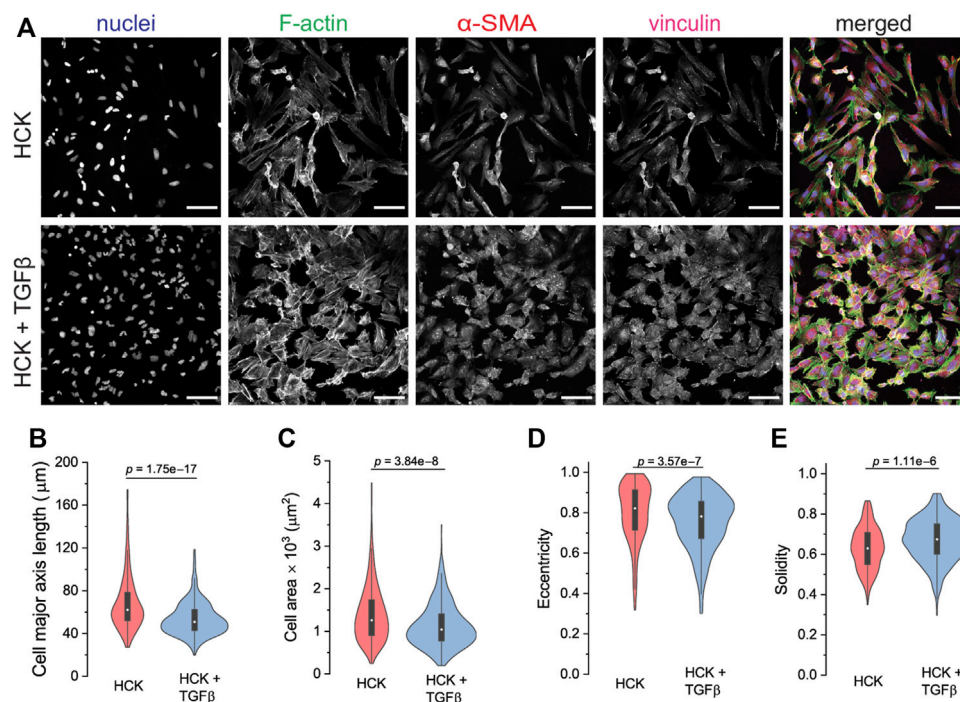 A
nuclei
F-actin
α-SMA
vinculin
merged
HCK
HCK + TGFβ
B
Cell major axis length ( μm)
200
160
120
80
40
0
p = 1.75e−17
HCK
HCK +
TGFβ
C
Cell area × 10³ (μm²)
5
4
3
2
1
0
p = 3.84e−8
HCK
HCK +
TGFβ
D
Eccentricity
1.0
0.8
0.6
0.4
0.2
0.0
p = 3.57e−7
HCK
HCK +
TGFβ
E
Solidity
1.0
0.8
0.6
0.4
0.2
0.0
p = 1.11e−6
HCK
HCK +
TGFβ